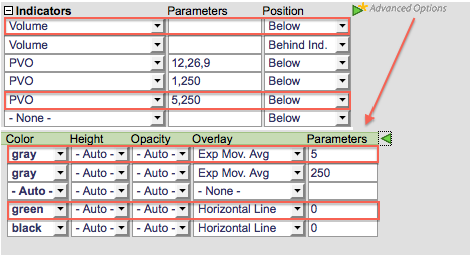 Indicators Parameters Position Advanced Options
Volume Below
Volume Behind Ind.
PVO 12,26,9 Below
PVO 1,250 Below
PVO 5,250 Below
- None - Below
Color Height Opacity Overlay Parameters
gray - Auto - - Auto - Exp Mov. Avg 5
gray - Auto - - Auto - Exp Mov. Avg 250
- Auto - - Auto - - Auto - - None -
green - Auto - - Auto - Horizontal Line 0
black - Auto - - Auto - Horizontal Line 0